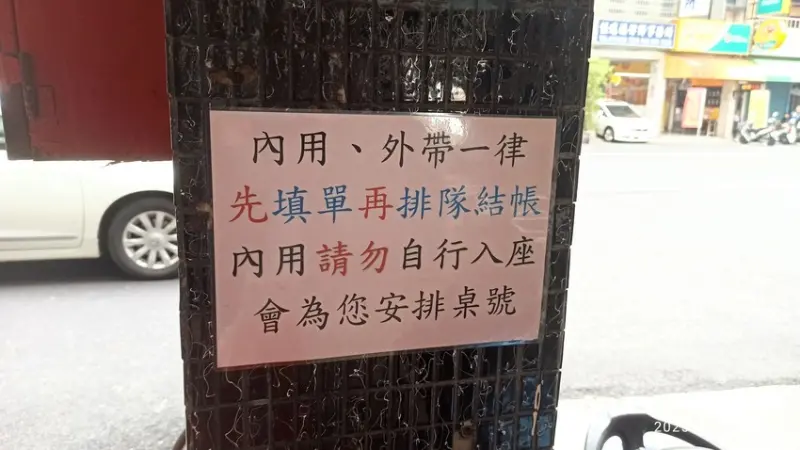 內用、外帶一律
先填單再排隊結帳
內用請勿自行入座
會為您安排桌號